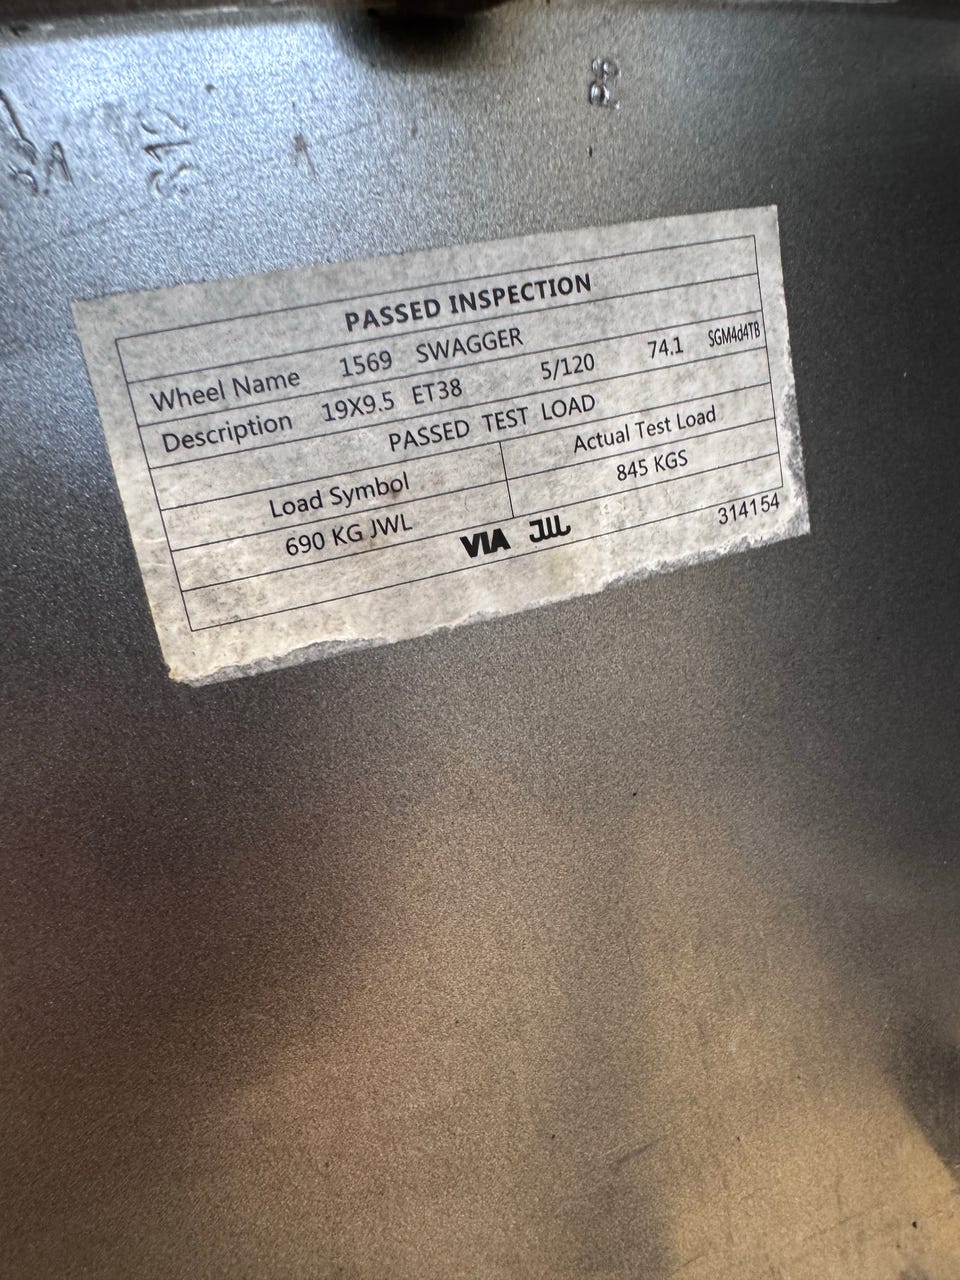 PASSED INSPECTION
Wheel Name 1569 SWAGGER
Description 19X9.5 ET38 5/120 74.1 SGM4d4TB
PASSED TEST LOAD
Load Symbol Actual Test Load
690 KG JWL 845 KGS
VIA JWL 314154